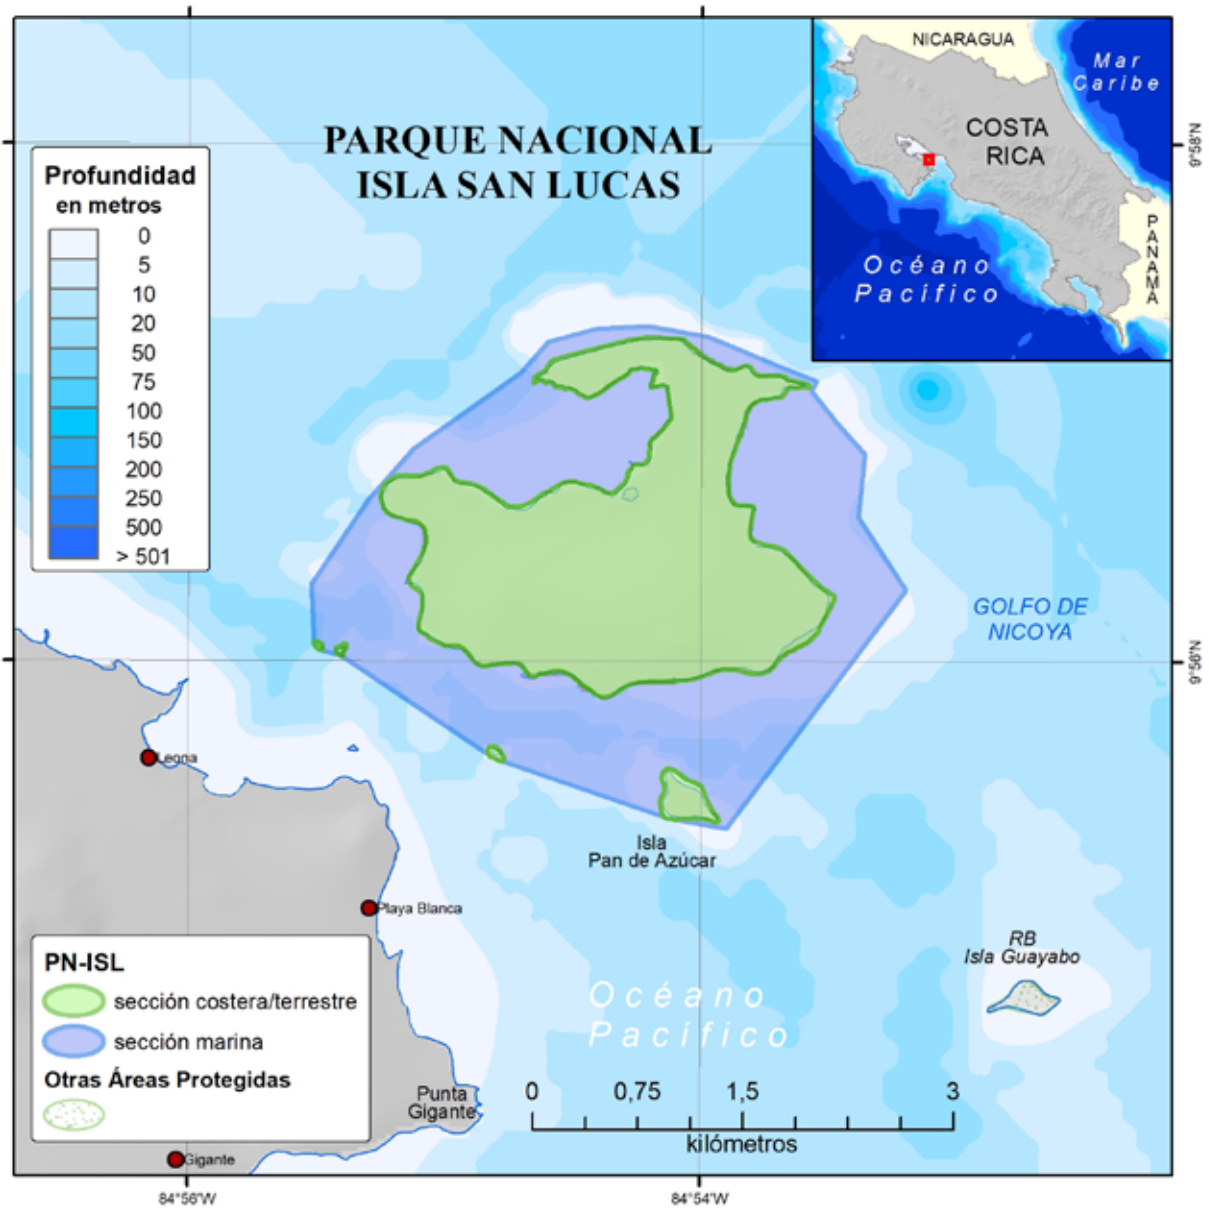 PARQUE NACIONAL
ISLA SAN LUCAS
NICARAGUA
Mar
Caribe
COSTA
RICA
PANAMÁ
Océano
Pacífico
9°58'N
Profundidad
en metros
0
5
10
20
50
75
100
150
200
250
500
> 501
GOLFO DE
NICOYA
9°56'N
Leona
Isla
Pan de Azúcar
Playa Blanca
RB
Isla Guayabo
PN-ISL
sección costera/terrestre
sección marina
Otras Áreas Protegidas
Océano
Pacífico
Punta
Gigante
0 0,75 1,5 3
kilómetros
Gigante
84°56'W
84°54'W